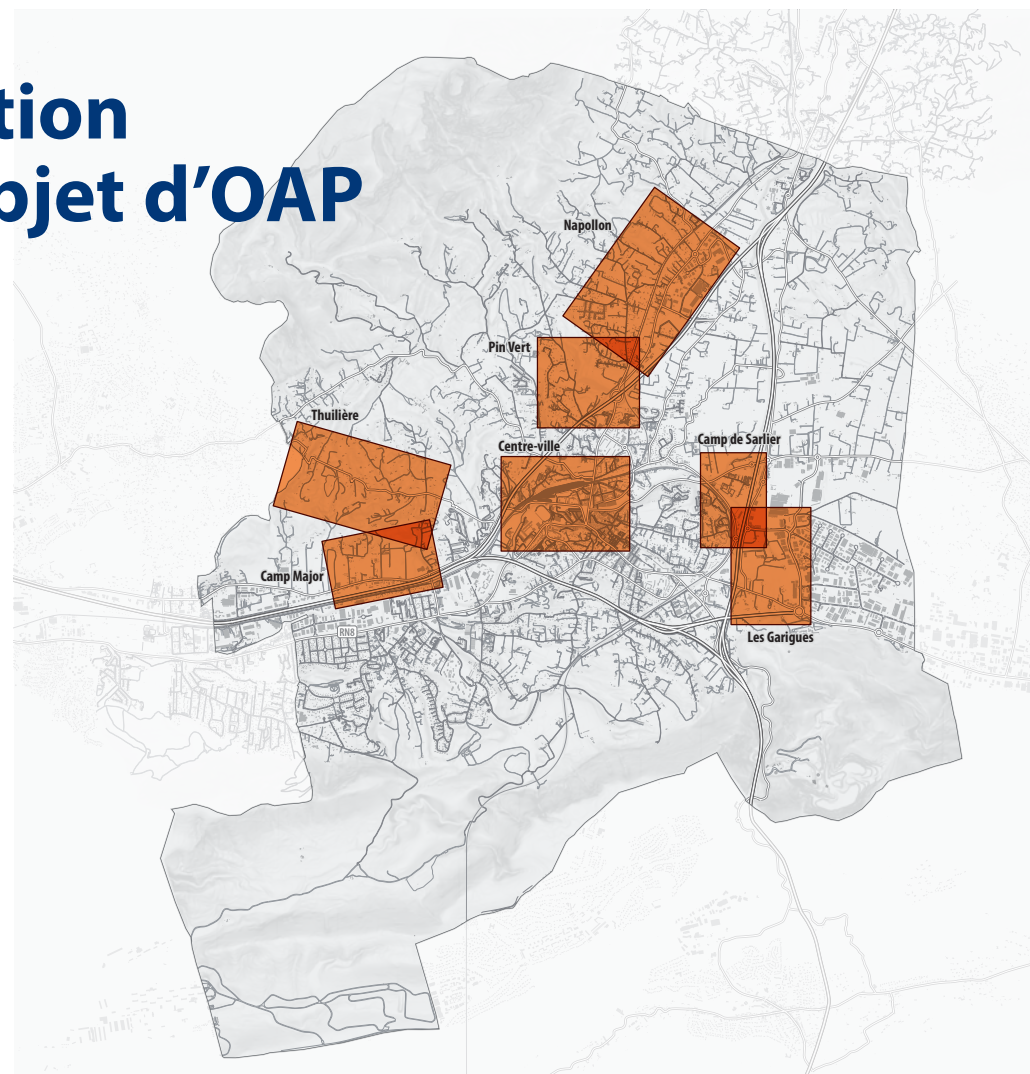 tion
bjet d'OAP
Napollon
Pin Vert
Thuilière
Centre-ville
Camp de Sarlier
Camp Major
RN8
Les Garigues